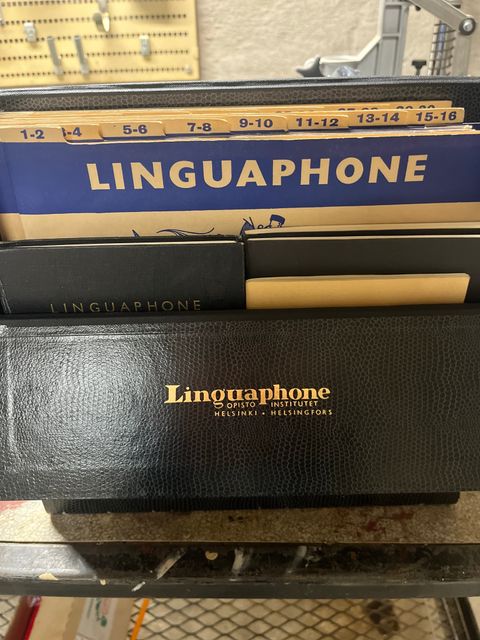 1-2 3-4 5-6 7-8 9-10 11-12 13-14 15-16
LINGUAPHONE
LINGUAPHONE
Linguaphone
OPISTO INSTITUTET
HELSINKI • HELSINGFORS